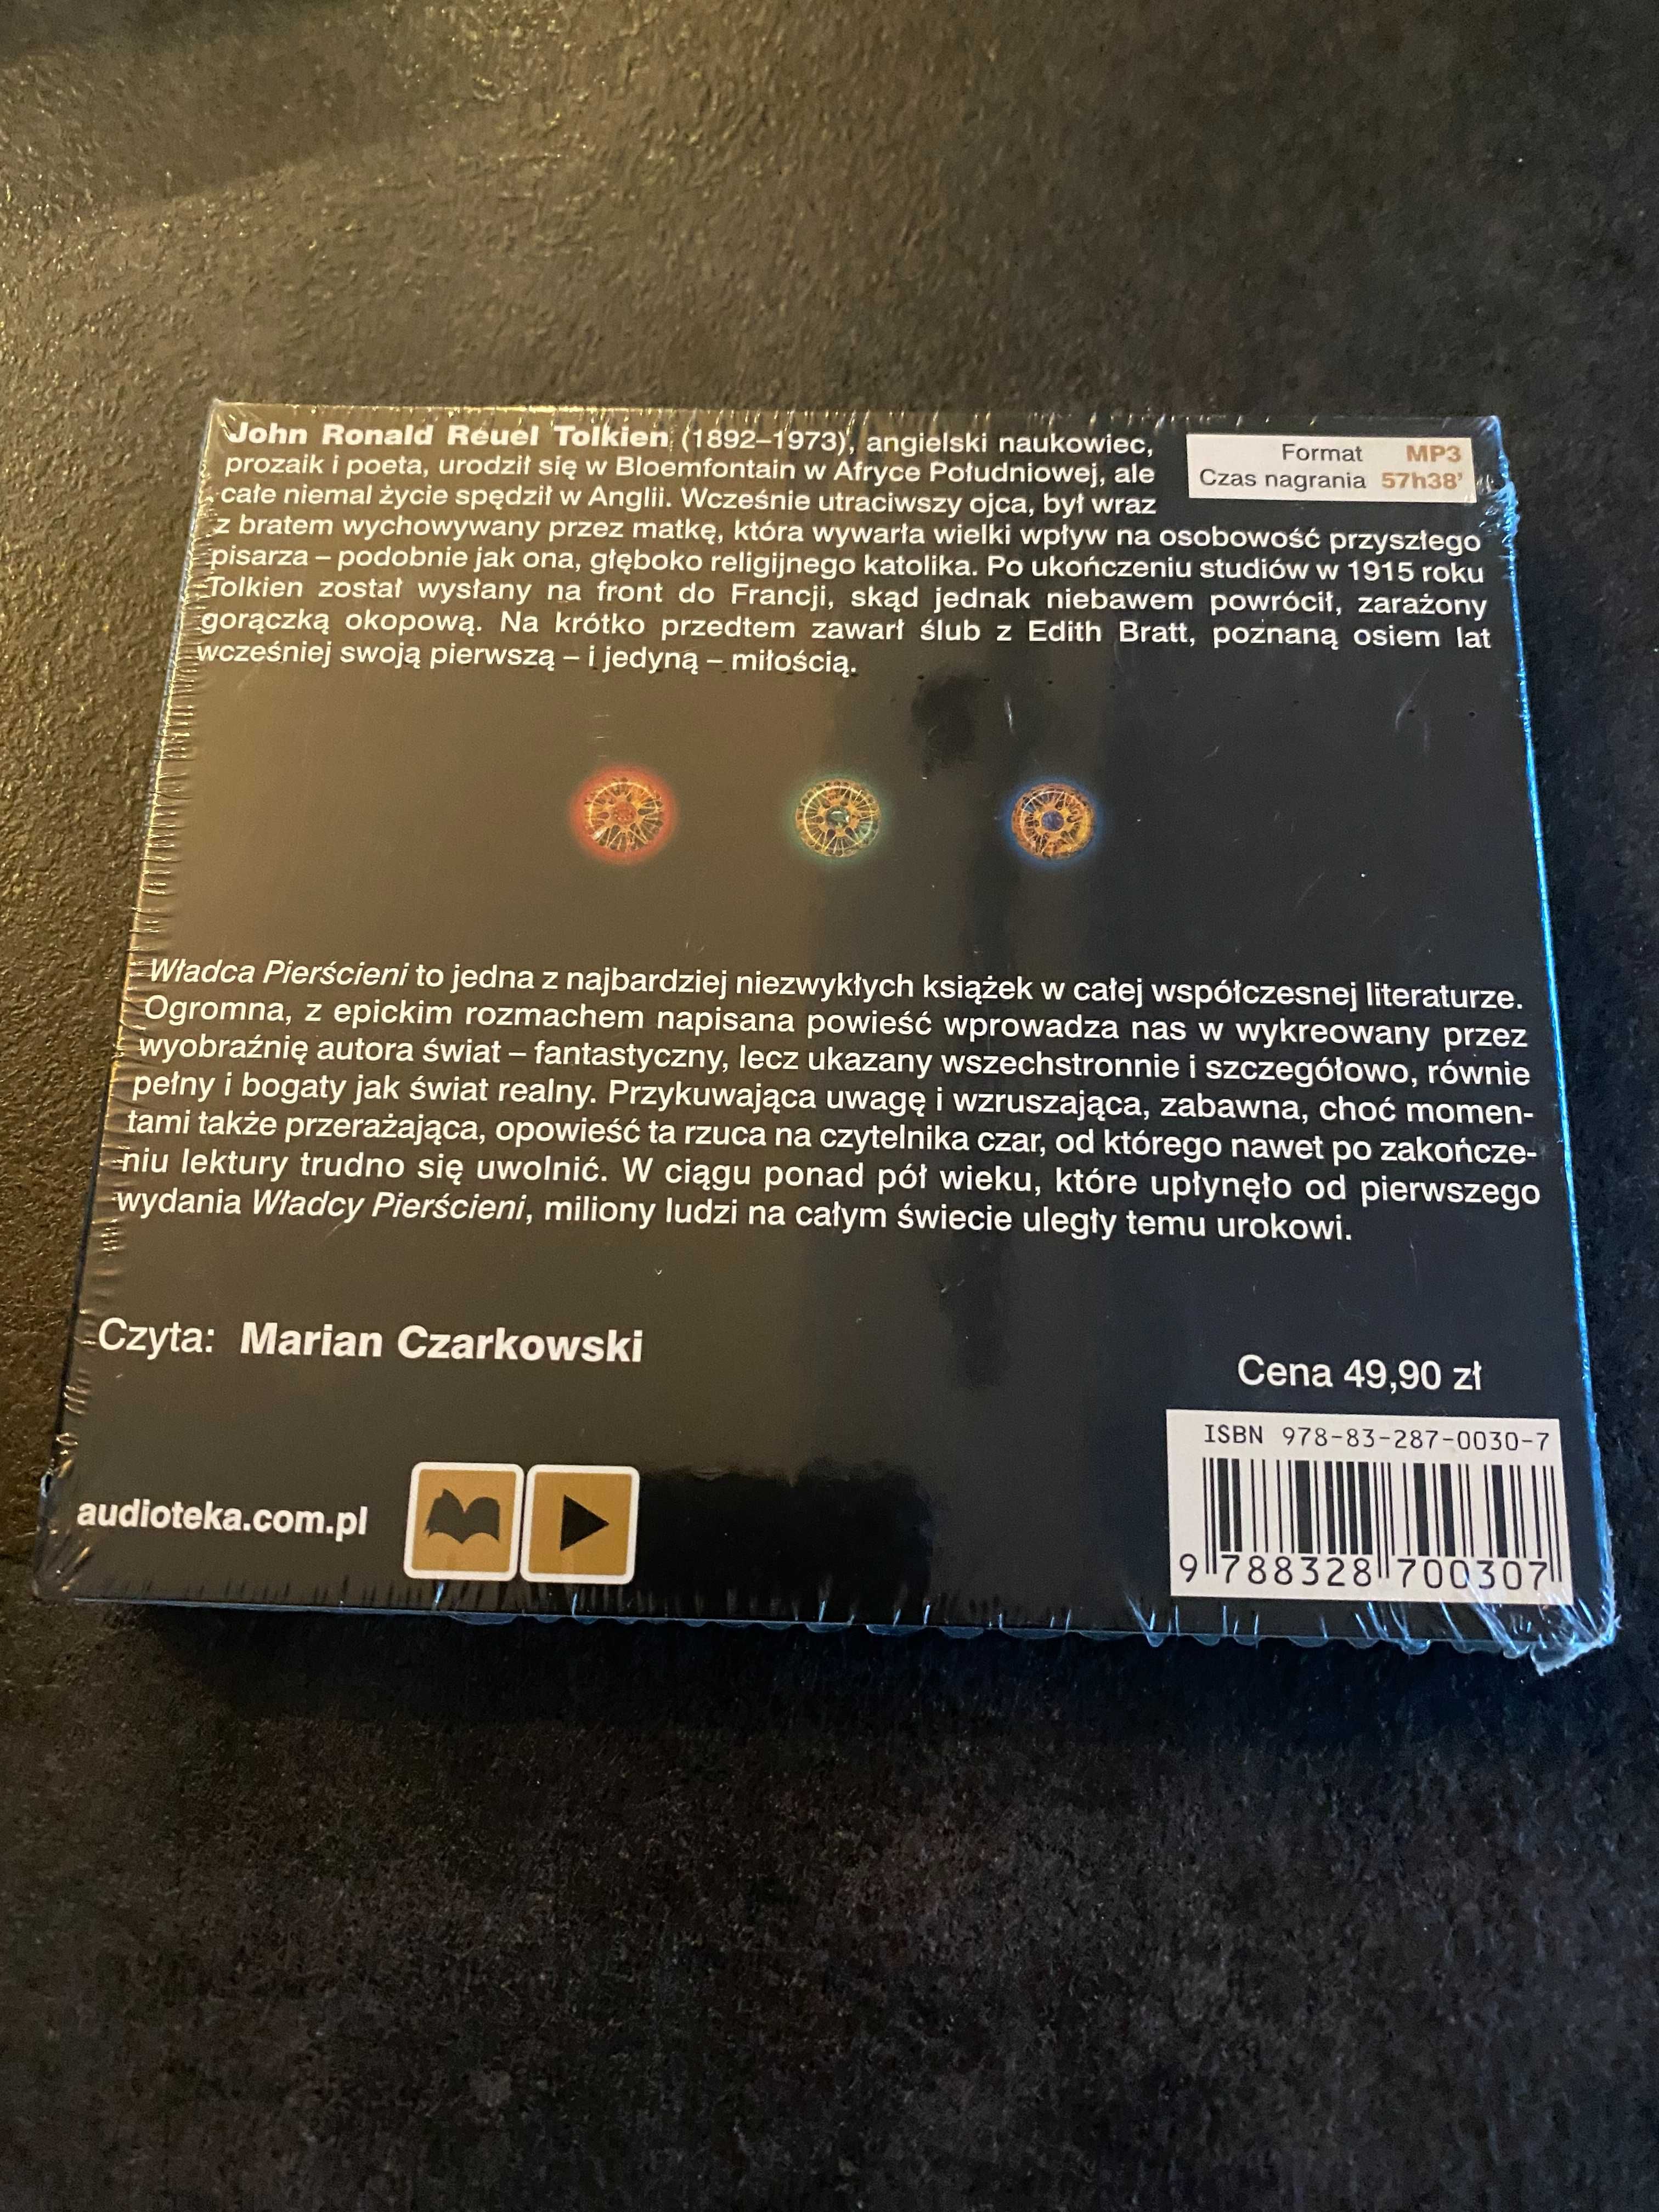 John Ronald Reuel Tolkien (1892–1973), angielski naukowiec,
prozaik i poeta, urodził się w Bloemfontain w Afryce Południowej, ale
całe niemal życie spędził w Anglii. Wcześnie utraciwszy ojca, był wraz
z bratem wychowywany przez matkę, która wywarła wielki wpływ na osobowość przyszłego
pisarza – podobnie jak ona, głęboko religijnego katolika. Po ukończeniu studiów w 1915 roku
Tolkien został wysłany na front do Francji, skąd jednak niebawem powrócił, zarażony
gorączką okopową. Na krótko przedtem zawarł ślub z Edith Bratt, poznaną osiem lat
wcześniej swoją pierwszą – i jedyną – miłością.
Format MP3
Czas nagrania 57h38'
Władca Pierścieni to jedna z najbardziej niezwykłych książek w całej współczesnej literaturze.
Ogromna, z epickim rozmachem napisana powieść wprowadza nas w wykreowany przez
wyobraźnię autora świat – fantastyczny, lecz ukazany wszechstronnie i szczegółowo, równie
pełny i bogaty jak świat realny. Przykuwająca uwagę i wzruszająca, zabawna, choć momen-
tami także przerażająca, opowieść ta rzuca na czytelnika czar, od którego nawet po zakończe-
niu lektury trudno się uwolnić. W ciągu ponad pół wieku, które upłynęło od pierwszego
wydania Władcy Pierścieni, miliony ludzi na całym świecie uległy temu urokowi.
Czyta: Marian Czarkowski
Cena 49,90 zł
ISBN 978-83-287-0030-7
9 788328 700307
audioteka.com.pl